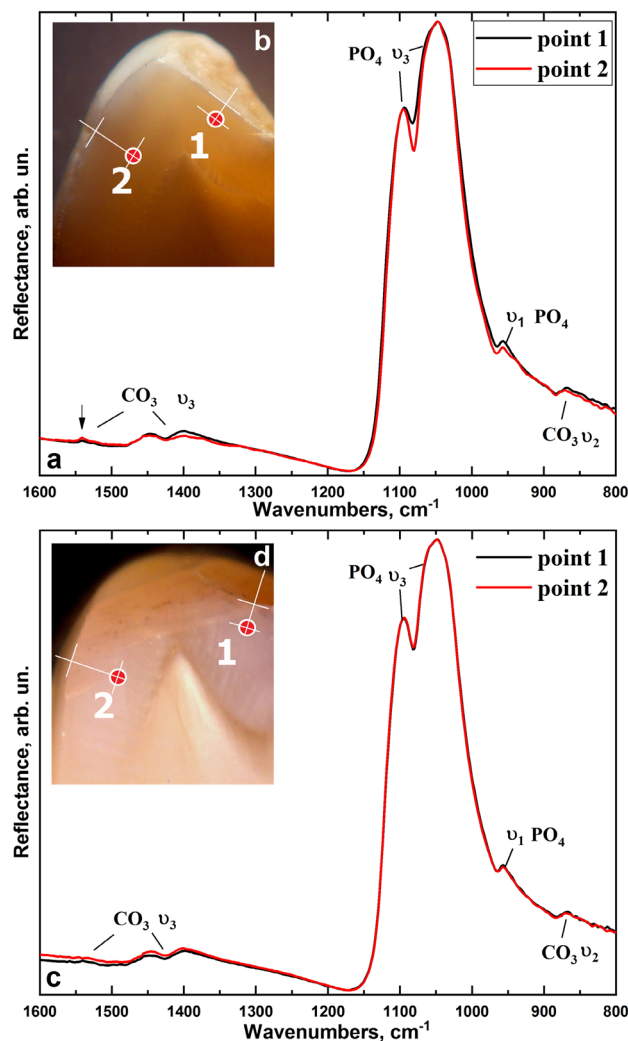 b
1
2
PO4 υ3
point 1
point 2
υ1 PO4
CO3 υ3
CO3 υ2
a
Reflectance, arb. un.
1600 1500 1400 1300 1200 1100 1000 900 800
Wavenumbers, cm-1
d
1
2
PO4 υ3
point 1
point 2
υ1 PO4
CO3 υ3
CO3 υ2
c
Reflectance, arb. un.
1600 1500 1400 1300 1200 1100 1000 900 800
Wavenumbers, cm-1